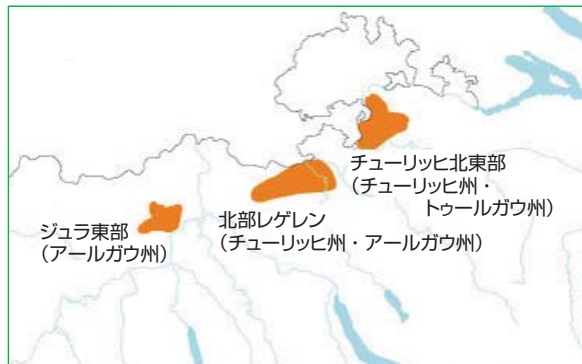 チューリッヒ北東部
（チューリッヒ州・
トゥールガウ州）
北部レゲレン
（チューリッヒ州・アールガウ州）
ジュラ東部
（アールガウ州）